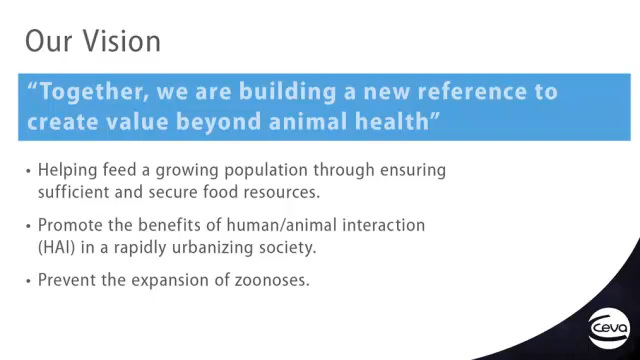 Our Vision
“Together, we are building a new reference to
create value beyond animal health”
• Helping feed a growing population through ensuring
sufficient and secure food resources.
• Promote the benefits of human/animal interaction
(HAI) in a rapidly urbanizing society.
• Prevent the expansion of zoonoses.
ceva